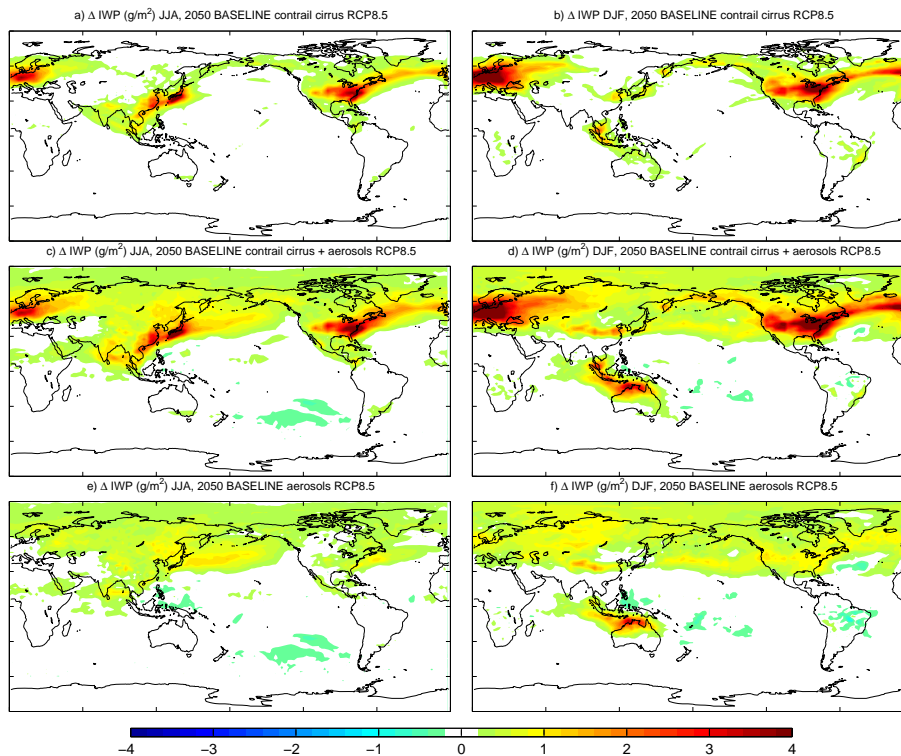 a) Δ IWP (g/m²) JJA, 2050 BASELINE contrail cirrus RCP8.5
b) Δ IWP DJF, 2050 BASELINE contrail cirrus RCP8.5
c) Δ IWP (g/m²) JJA, 2050 BASELINE contrail cirrus + aerosols RCP8.5
d) Δ IWP (g/m²) DJF, 2050 BASELINE contrail cirrus + aerosols RCP8.5
e) Δ IWP (g/m²) JJA, 2050 BASELINE aerosols RCP8.5
f) Δ IWP (g/m²) DJF, 2050 BASELINE aerosols RCP8.5
−4 −3 −2 −1 0 1 2 3 4